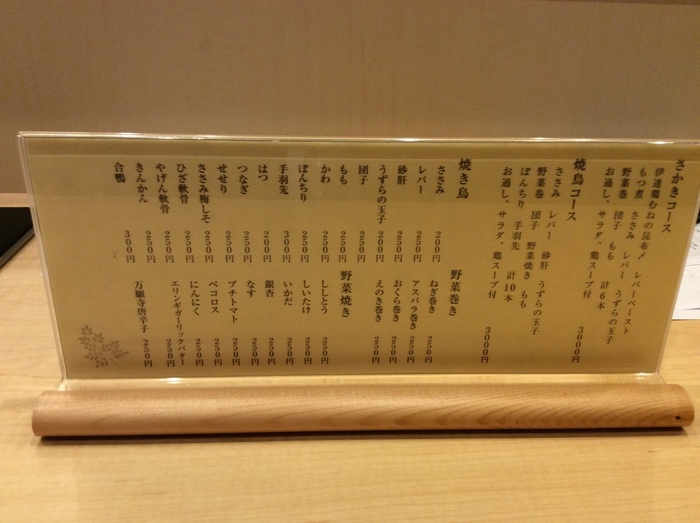 さかきコース
伊達鶏むねの昆布〆 レバーペースト
もつ煮 ささみ レバー うずらの玉子
野菜巻 団子 もも 計6本
お通し、サラダ、鶏スープ付
3000円
焼鳥コース
ささみ レバー 砂肝 うずらの玉子
野菜巻 団子 野菜焼き もも
ぼんちり 手羽先 計10本
お通し、サラダ、鶏スープ付
3000円
焼き鳥
ささみ 200円
レバー 250円
砂肝 200円
うずらの玉子 250円
団子 250円
もも 250円
かわ 200円
ぼんちり 250円
手羽先 300円
はつ 200円
つなぎ 250円
せせり 250円
ささみ梅しそ 250円
ひざ軟骨 250円
やげん軟骨 250円
きんかん 250円
合鴨 300円
野菜巻き
ねぎ巻き 250円
アスパラ巻き 250円
おくら巻き 250円
えのき巻き 250円
野菜焼き
ししとう 250円
しいたけ 250円
いかだ 250円
銀杏 250円
なす 250円
プチトマト 250円
ペコロス 250円
にんにく 250円
エリンギガーリックバター 250円
万願寺唐辛子 250円